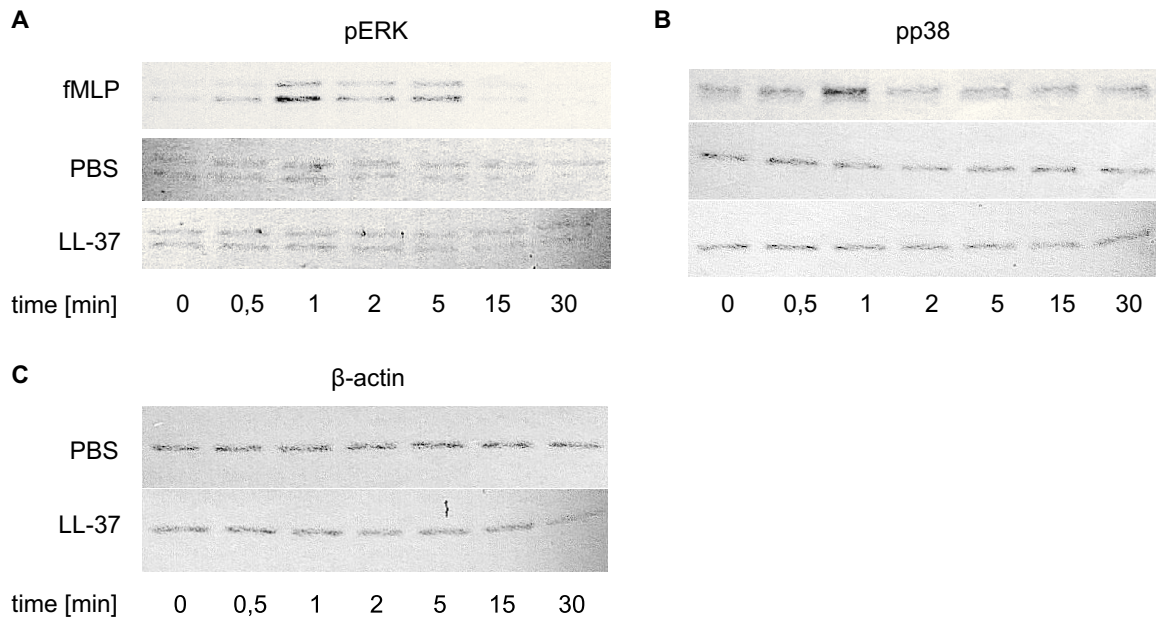 A
pERK
fMLP
PBS
LL-37
time [min] 0 0,5 1 2 5 15 30
B
pp38
0 0,5 1 2 5 15 30
C
β-actin
PBS
LL-37
time [min] 0 0,5 1 2 5 15 30